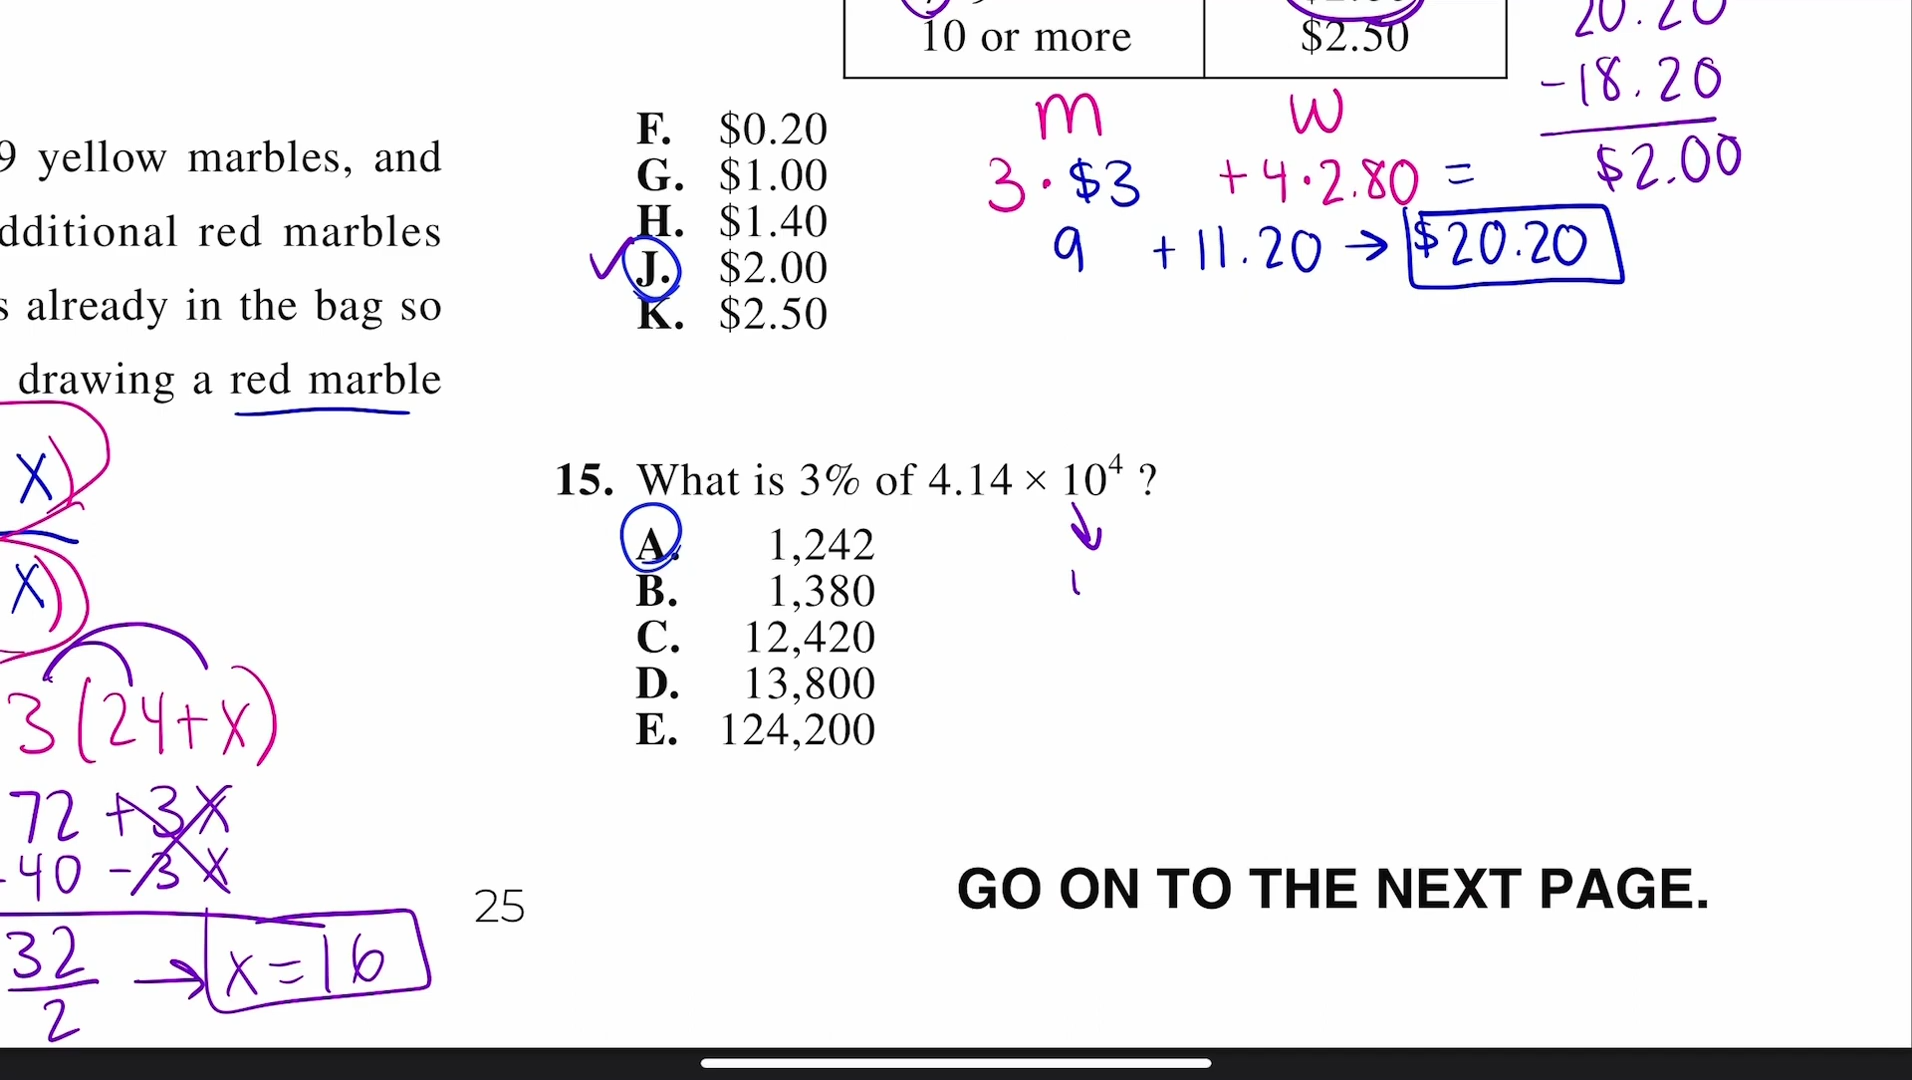 10 or more $2.50
20.20
-18.20
$2.00
m w
3 · $3 + 4 · 2.80 =
9 + 11.20 → $20.20
F. $0.20
G. $1.00
H. $1.40
J. $2.00
K. $2.50
9 yellow marbles, and
dditional red marbles
s already in the bag so
drawing a red marble
x)
x)
3(24+x)
72 +3x
-40 -3x
32
2
→ x=16
15. What is 3% of 4.14 × 10⁴ ?
A. 1,242
B. 1,380
C. 12,420
D. 13,800
E. 124,200
25
GO ON TO THE NEXT PAGE.